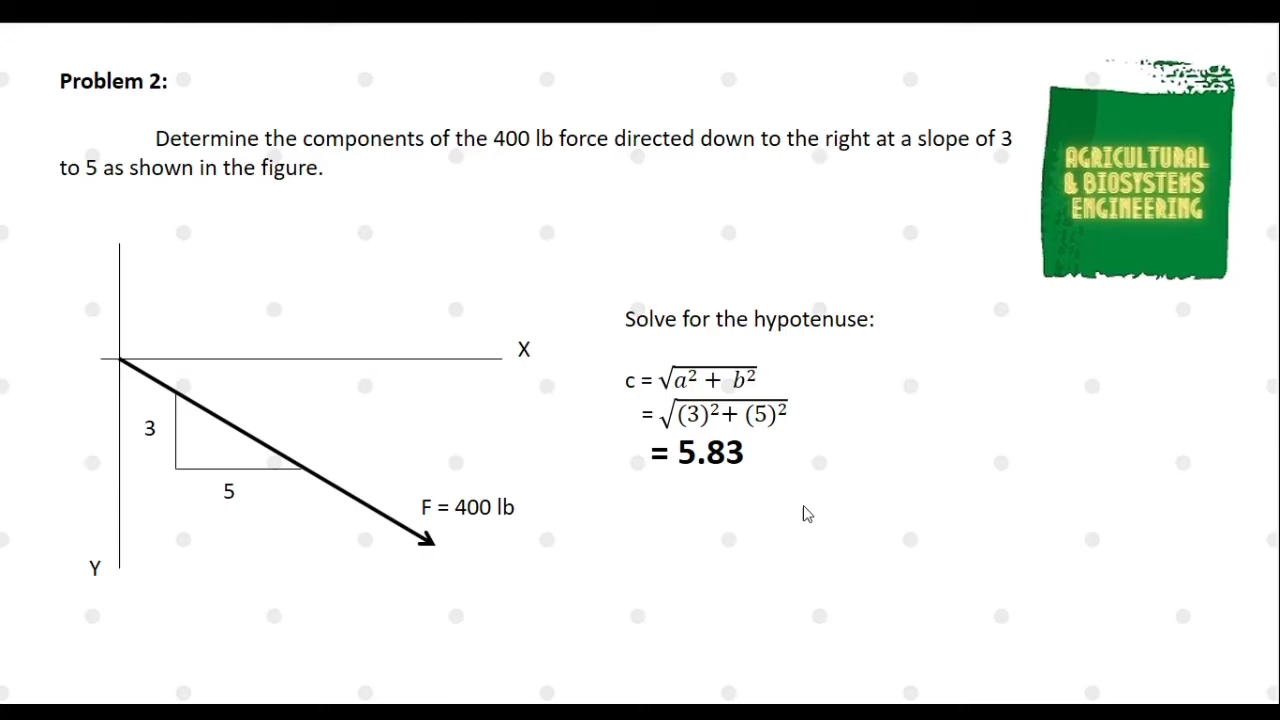 Problem 2:
Determine the components of the 400 lb force directed down to the right at a slope of 3
to 5 as shown in the figure.
AGRICULTURAL
& BIOSYSTEMS
ENGINEERING
Solve for the hypotenuse:
X
c = √a² + b²
= √(3)²+ (5)²
= 5.83
3
5
F = 400 lb
Y